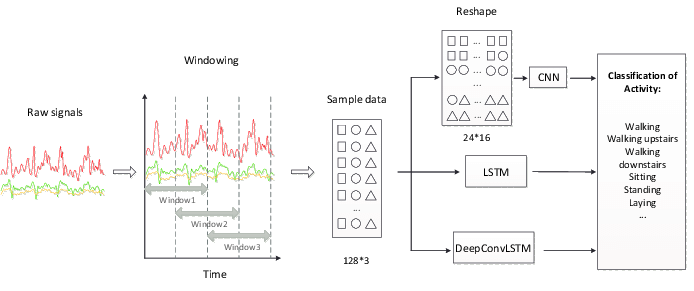 Raw signals
Windowing
Window1
Window2
Window3
Time
Sample data
...
128*3
Reshape
...
...
...
...
...
...
24*16
CNN
LSTM
DeepConvLSTM
Classification of
Activity:
Walking
Walking upstairs
Walking
downstairs
Sitting
Standing
Laying
...